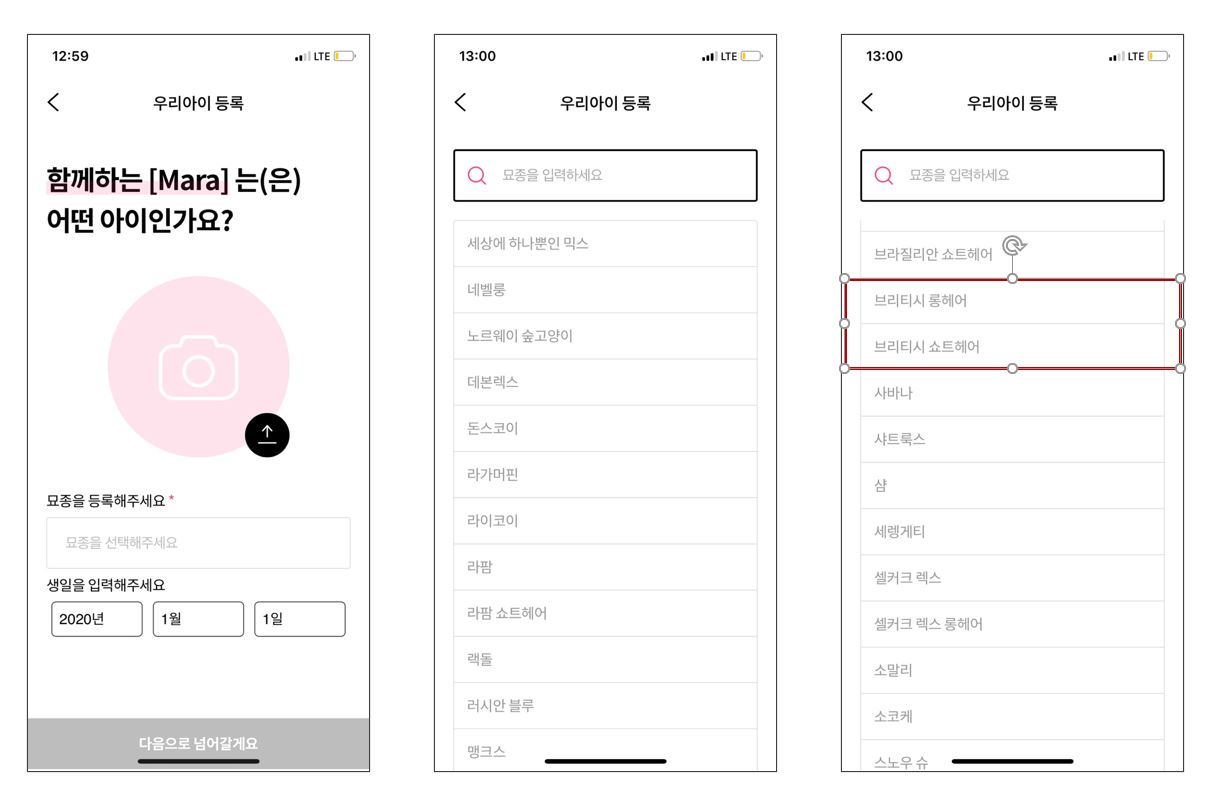 12:59
LTE
우리아이 등록
함께하는 [Mara] 는(은)
어떤 아이인가요?
묘종을 등록해주세요 *
묘종을 선택해주세요
생일을 입력해주세요
2020년 1월 1일
다음으로 넘어갈게요
13:00
LTE
우리아이 등록
묘종을 입력하세요
세상에 하나뿐인 믹스
네벨룽
노르웨이 숲고양이
데본렉스
돈스코이
라가머핀
라이코이
라팜
라팜 쇼트헤어
랙돌
러시안 블루
맹크스
13:00
LTE
우리아이 등록
묘종을 입력하세요
브라질리안 쇼트헤어
브리티시 롱헤어
브리티시 쇼트헤어
사바나
샤트룩스
샴
세렝게티
셀커크 렉스
셀커크 렉스 롱헤어
소말리
소코케
스노우 슈